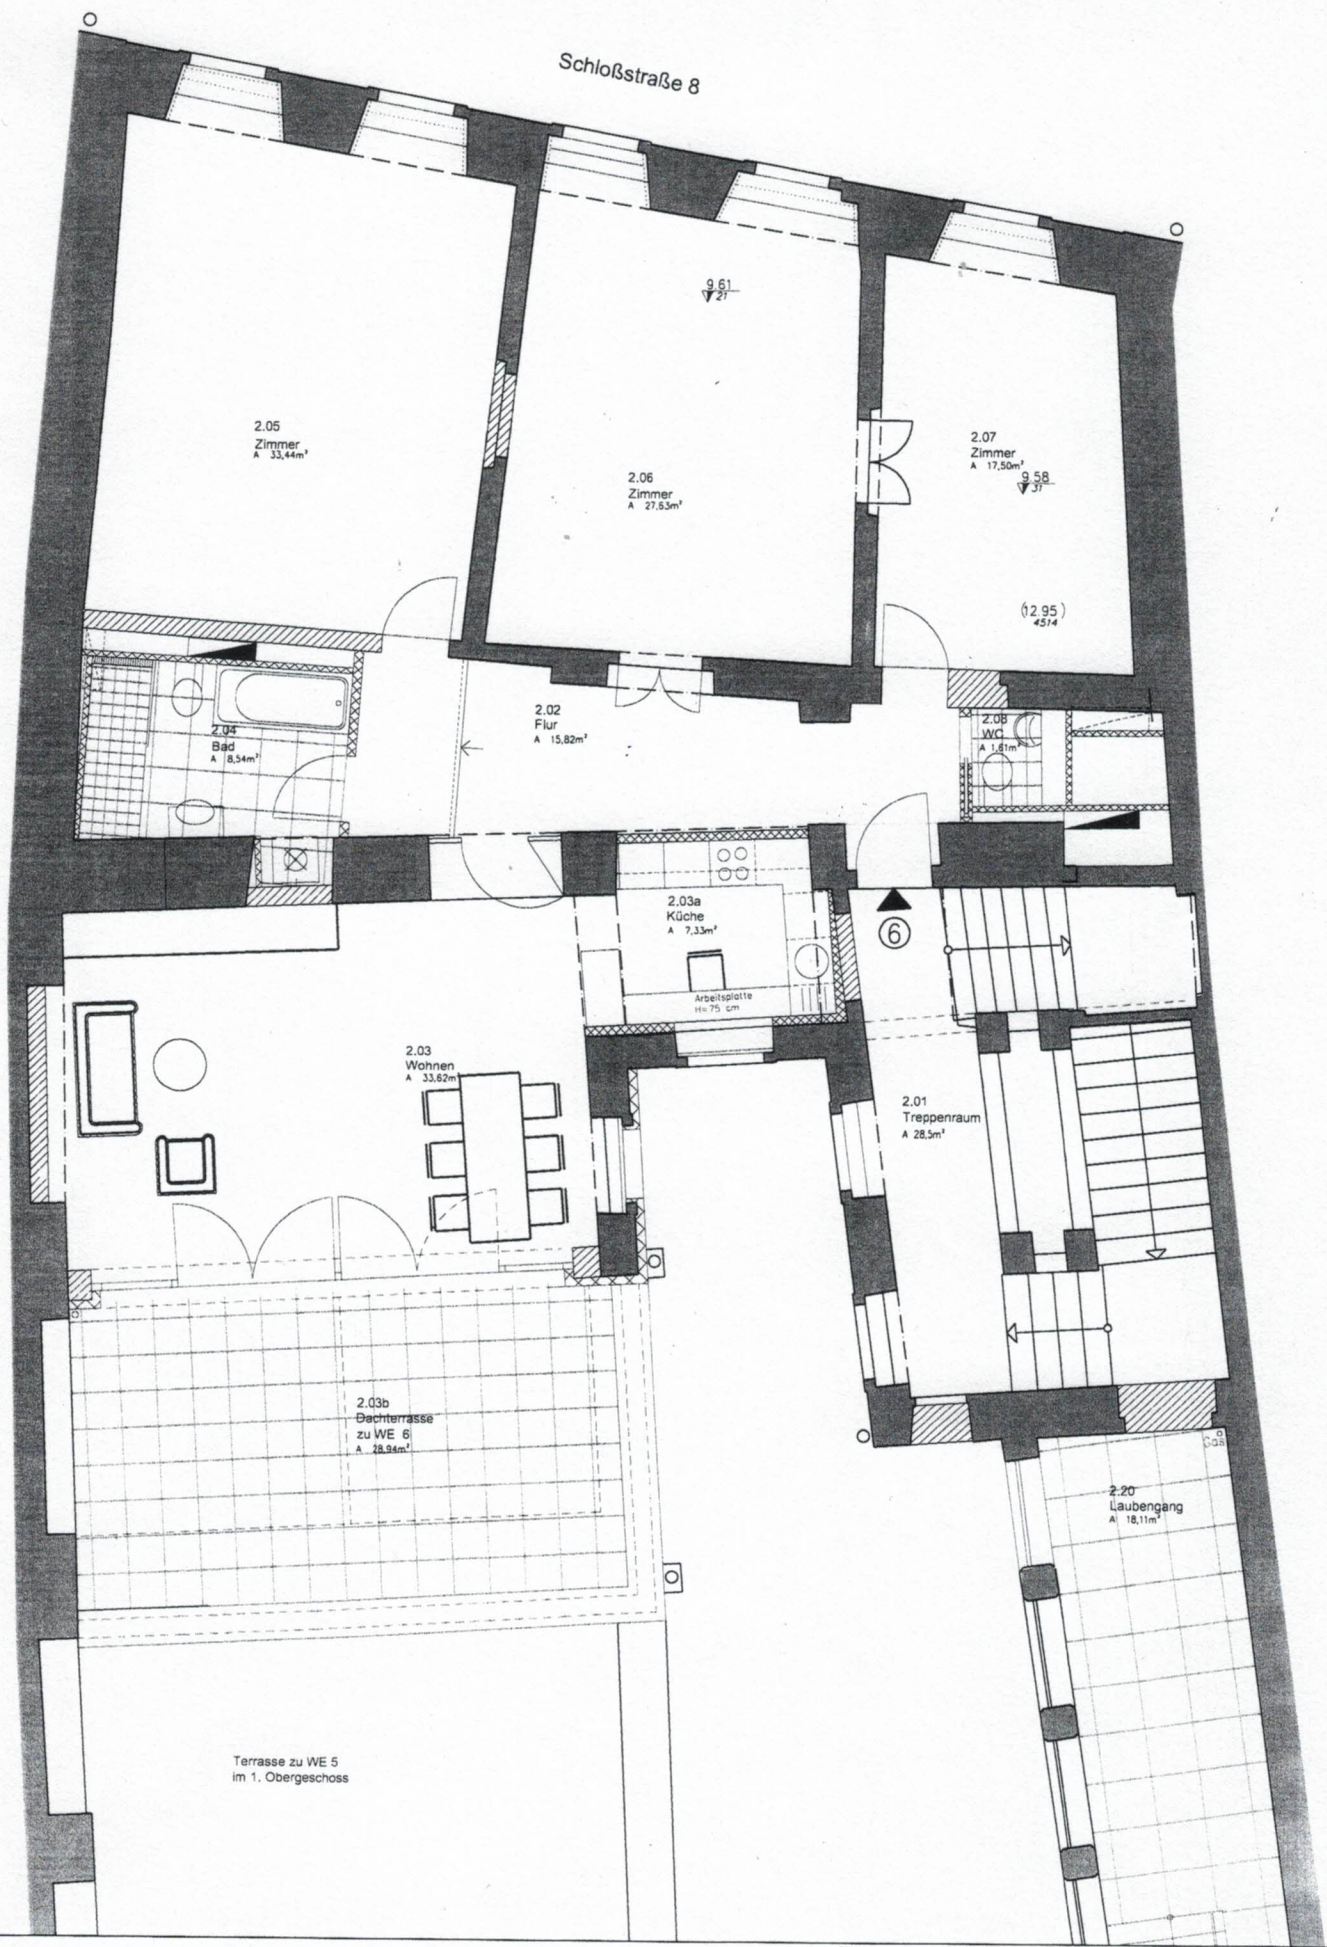 Schloßstraße 8
9.61
21
2.05
Zimmer
A 33,44m²
2.06
Zimmer
A 27,63m²
2.07
Zimmer
A 17,50m²
9.58
31
(12.95)
4514
2.04
Bad
A 8,54m²
2.02
Flur
A 15,82m²
2.08
WC
A 1,61m²
2.03a
Küche
A 7,33m²
Arbeitsplatte
H=75 cm
6
2.03
Wohnen
A 33,62m²
2.01
Treppenraum
A 28,5m²
2.03b
Dachterrasse
zu WE 6
A 28,94m²
Gas
2.20
Laubengang
A 18,11m²
Terrasse zu WE 5
im 1. Obergeschoss